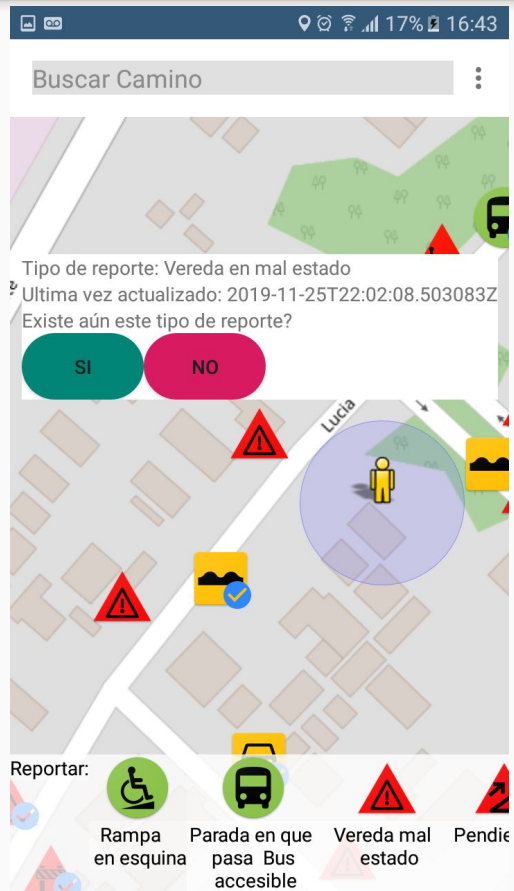 17% 16:43
Buscar Camino
Tipo de reporte: Vereda en mal estado
Ultima vez actualizado: 2019-11-25T22:02:08.503083Z
Existe aún este tipo de reporte?
SI NO
Lucia
Reportar:
Rampa
en esquina
Parada en que
pasa Bus
accesible
Vereda mal
estado
Pendie